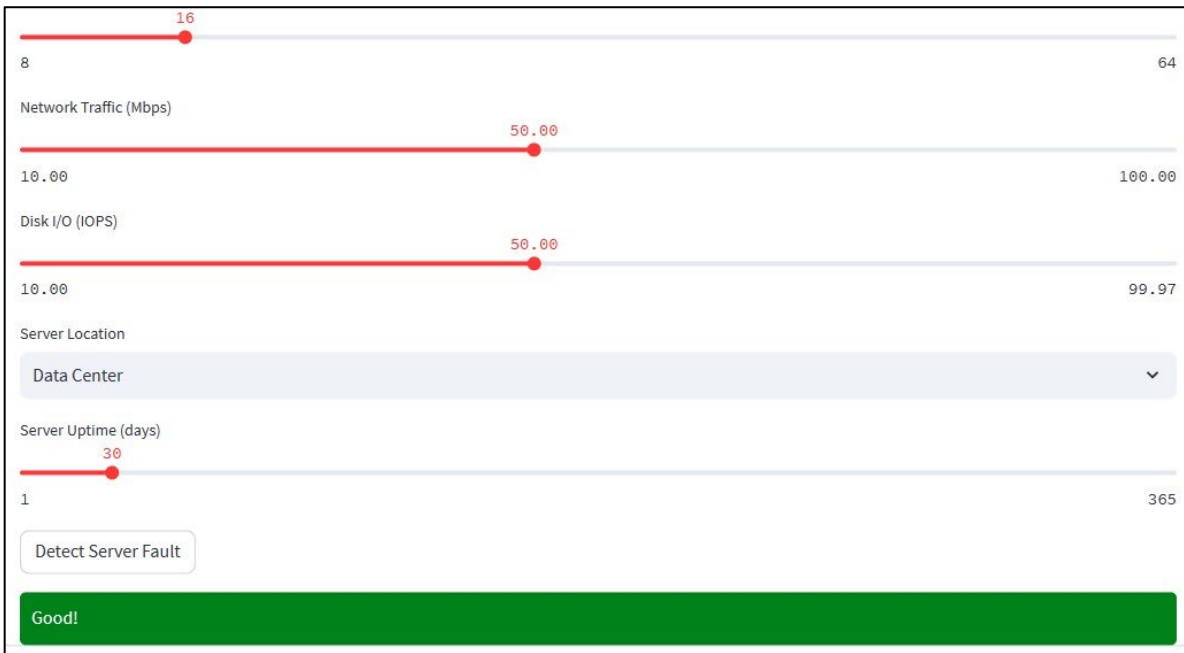 16
8 64
Network Traffic (Mbps)
50.00
10.00 100.00
Disk I/O (IOPS)
50.00
10.00 99.97
Server Location
Data Center
Server Uptime (days)
30
1 365
Detect Server Fault
Good!